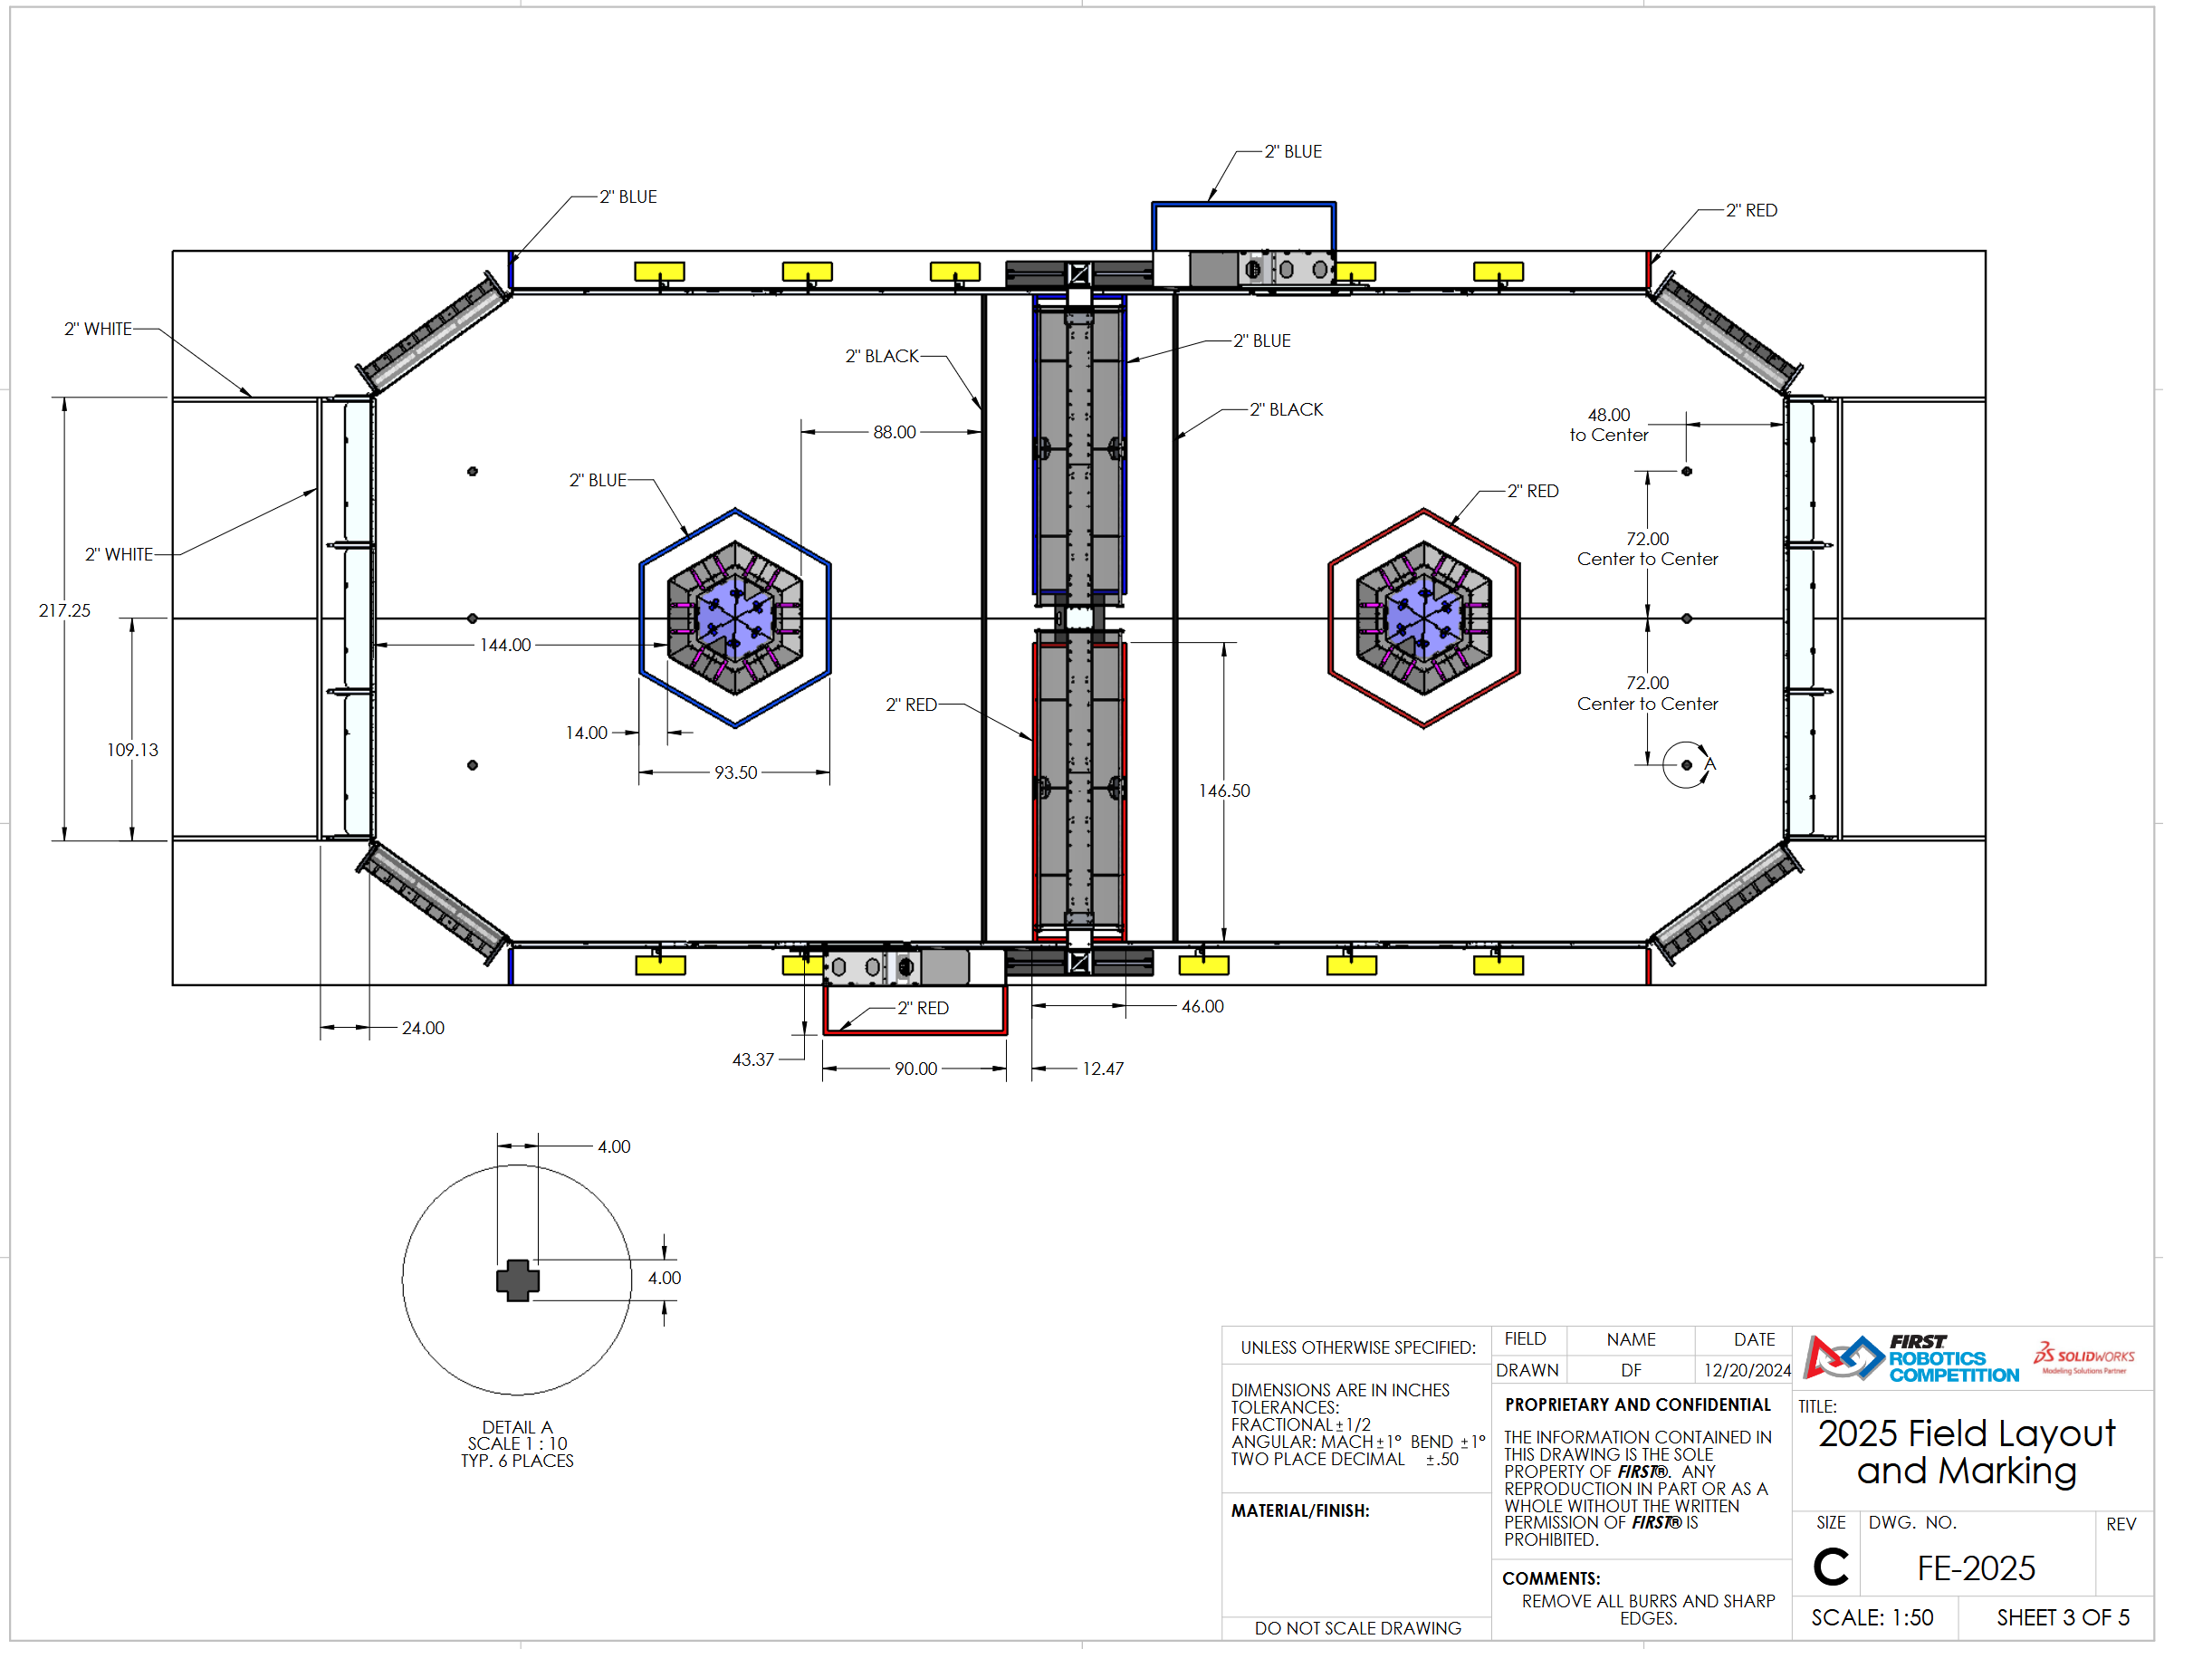 2" BLUE
2" BLUE
2" RED
2" WHITE
2" BLACK
2" BLUE
2" BLACK
88.00
48.00
to Center
2" BLUE
2" RED
2" WHITE
72.00
Center to Center
217.25
144.00
72.00
Center to Center
2" RED
14.00
109.13
93.50
A
146.50
2" RED
46.00
24.00
43.37
90.00
12.47
4.00
4.00
DETAIL A
SCALE 1 : 10
TYP. 6 PLACES
UNLESS OTHERWISE SPECIFIED:
DIMENSIONS ARE IN INCHES
TOLERANCES:
FRACTIONAL ±1/2
ANGULAR: MACH ±1° BEND ±1°
TWO PLACE DECIMAL ±.50
MATERIAL/FINISH:
DO NOT SCALE DRAWING
FIELD NAME DATE
DRAWN DF 12/20/2024
PROPRIETARY AND CONFIDENTIAL
THE INFORMATION CONTAINED IN
THIS DRAWING IS THE SOLE
PROPERTY OF FIRST®. ANY
REPRODUCTION IN PART OR AS A
WHOLE WITHOUT THE WRITTEN
PERMISSION OF FIRST® IS
PROHIBITED.
COMMENTS:
REMOVE ALL BURRS AND SHARP
EDGES.
FIRST
ROBOTICS
COMPETITION
SOLIDWORKS
Modeling Solutions Partner
TITLE:
2025 Field Layout
and Marking
SIZE DWG. NO. REV
C FE-2025
SCALE: 1:50 SHEET 3 OF 5